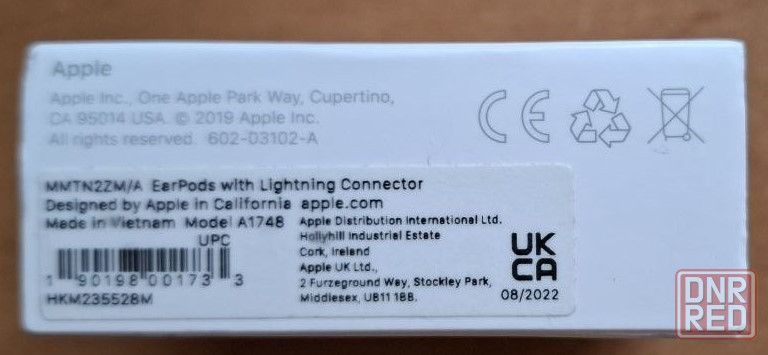 Apple
Apple Inc., One Apple Park Way, Cupertino,
CA 95014 USA. © 2019 Apple Inc.
All rights reserved. 602-03102-A
CE
MMTN2ZM/A EarPods with Lightning Connector
Designed by Apple in California apple.com
Made in Vietnam Model A1748
UPC
1 90198 00173 3
HKM235528M
Apple Distribution International Ltd.
Hollyhill Industrial Estate
Cork, Ireland
Apple UK Ltd.,
2 Furzeground Way, Stockley Park,
Middlesex, UB11 1BB.
UK
CA
08/2022
DNR
RED